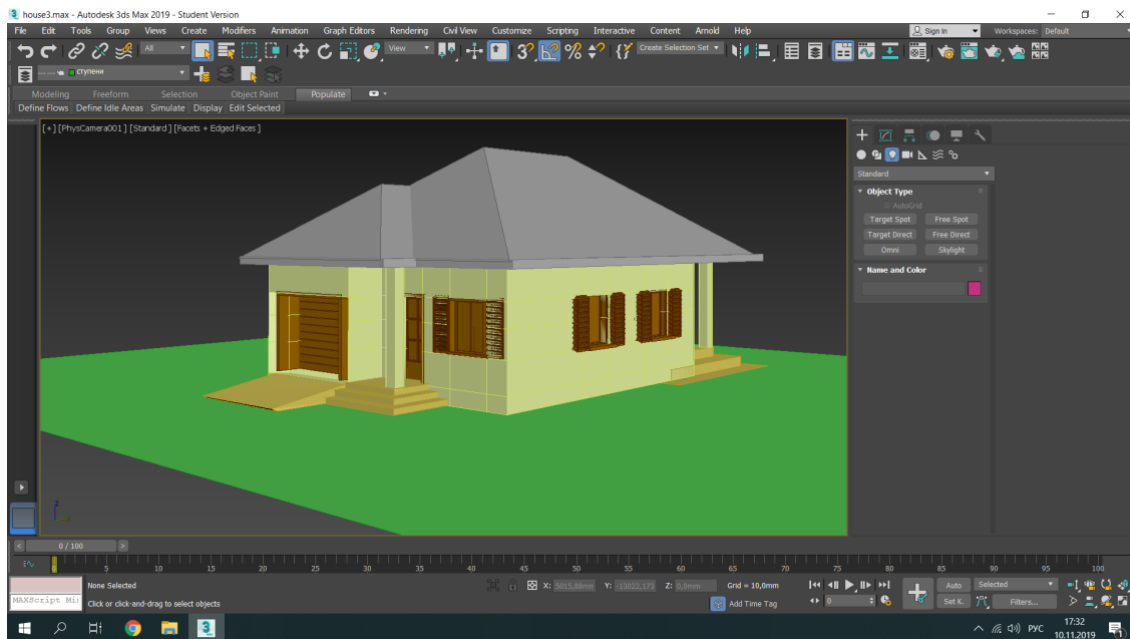 house3.max - Autodesk 3ds Max 2019 - Student Version
File Edit Tools Group Views Create Modifiers Animation Graph Editors Rendering Civil View Customize Scripting Interactive Content Arnold Help Sign In Workspaces: Default
All View Create Selection Set
ступени
Modeling Freeform Selection Object Paint Populate
Define Flows Define Idle Areas Simulate Display Edit Selected
[+] [PhysCamera001] [Standard] [Facets + Edged Faces]
Standard
Object Type
AutoGrid
Target Spot Free Spot
Target Direct Free Direct
Omni Skylight
Name and Color
0 / 100
0 5 10 15 20 25 30 35 40 45 50 55 60 65 70 75 80 85 90 95 100
None Selected X: 5015,88mm Y: -13022,173 Z: 0,0mm Grid = 10,0mm Auto Selected
MAXScript Mi: Click or click-and-drag to select objects Add Time Tag 0 Set K. Filters...
РУС 17:32
10.11.2019